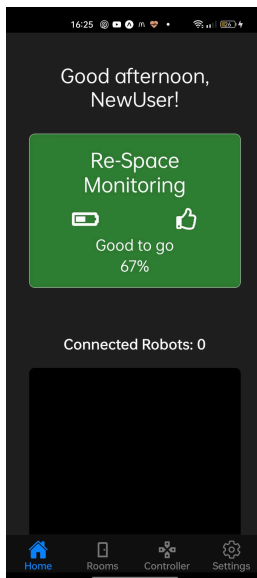 16:25
Good afternoon,
NewUser!
Re-Space
Monitoring
Good to go
67%
Connected Robots: 0
Home Rooms Controller Settings